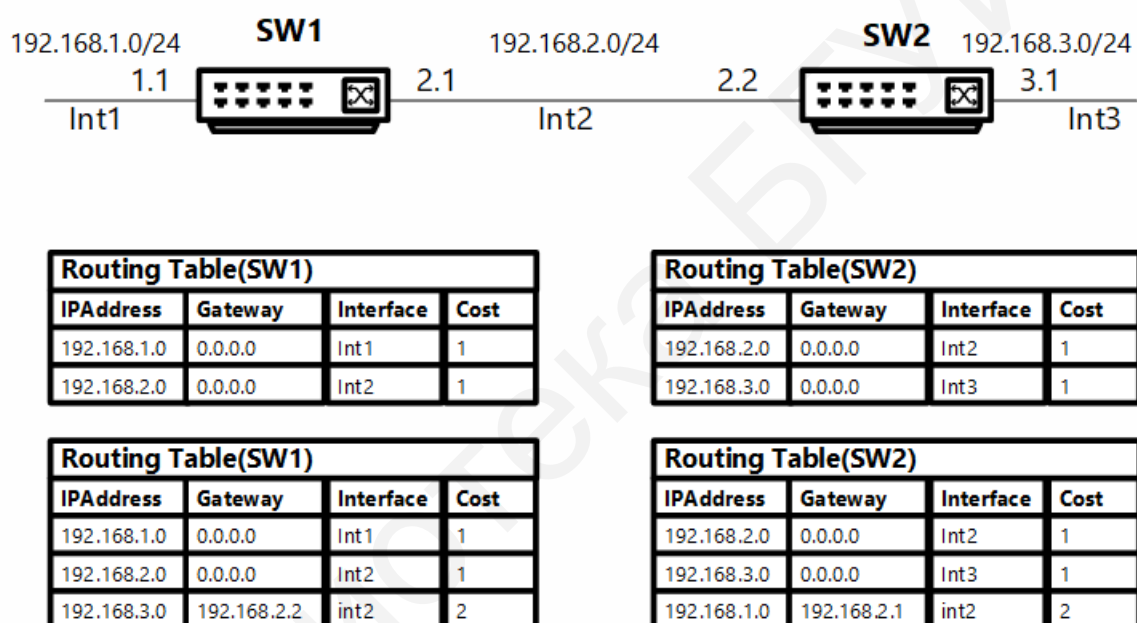 SW1
SW2
192.168.1.0/24
192.168.2.0/24
192.168.3.0/24
1.1
2.1
2.2
3.1
Int1
Int2
Int3
Routing Table(SW1)
IPAddress Gateway Interface Cost
192.168.1.0 0.0.0.0 Int1 1
192.168.2.0 0.0.0.0 Int2 1
Routing Table(SW2)
IPAddress Gateway Interface Cost
192.168.2.0 0.0.0.0 Int2 1
192.168.3.0 0.0.0.0 Int3 1
Routing Table(SW1)
IPAddress Gateway Interface Cost
192.168.1.0 0.0.0.0 Int1 1
192.168.2.0 0.0.0.0 Int2 1
192.168.3.0 192.168.2.2 int2 2
Routing Table(SW2)
IPAddress Gateway Interface Cost
192.168.2.0 0.0.0.0 Int2 1
192.168.3.0 0.0.0.0 Int3 1
192.168.1.0 192.168.2.1 int2 2